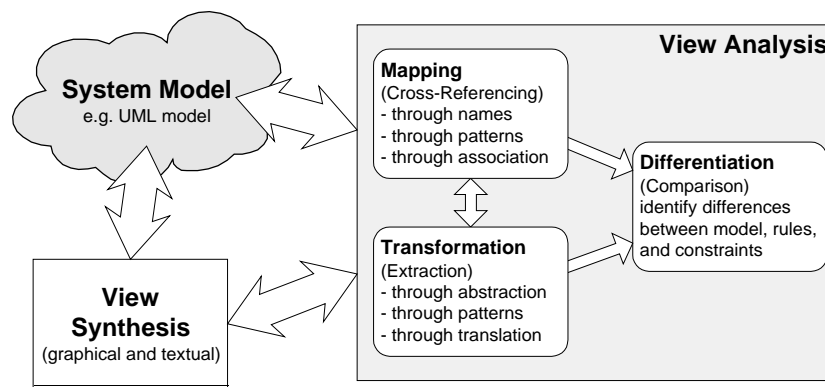 System Model
e.g. UML model
View
Synthesis
(graphical and textual)
View Analysis
Mapping
(Cross-Referencing)
- through names
- through patterns
- through association
Transformation
(Extraction)
- through abstraction
- through patterns
- through translation
Differentiation
(Comparison)
identify differences
between model, rules,
and constraints